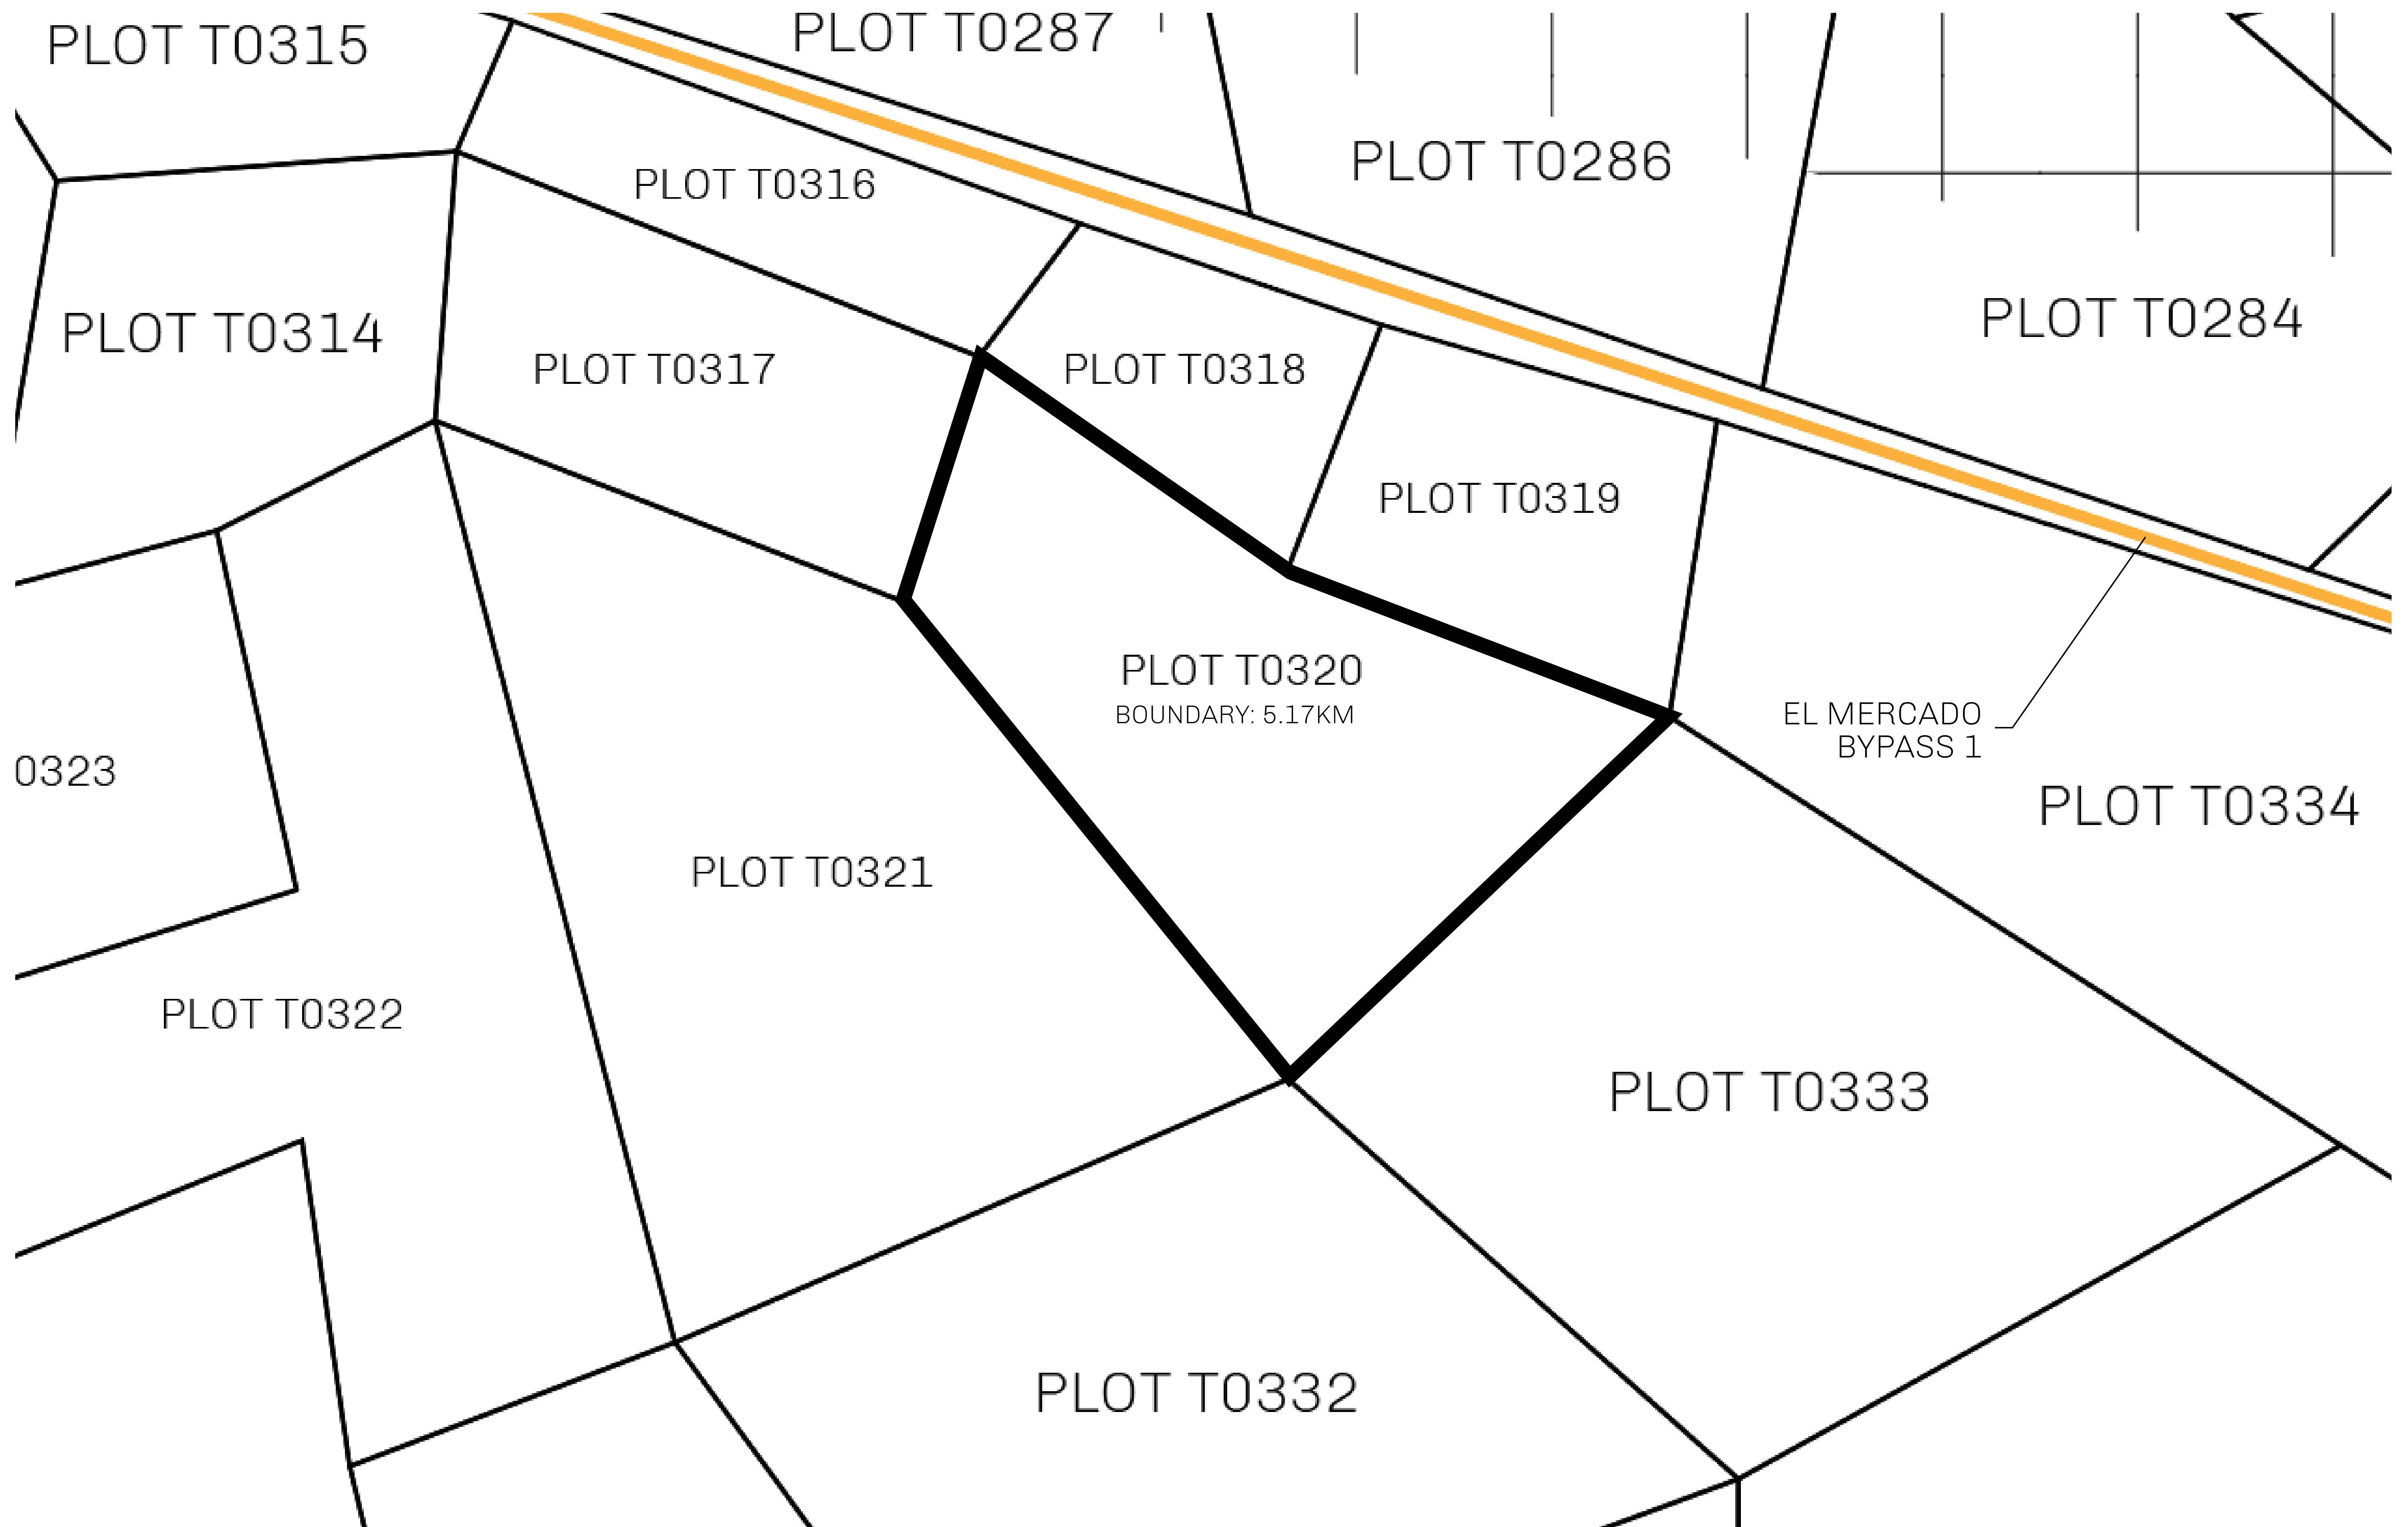 PLOT T0315
PLOT T0287
PLOT T0286
PLOT T0316
PLOT T0284
PLOT T0314
PLOT T0317
PLOT T0318
PLOT T0319
PLOT T0320
BOUNDARY: 5.17KM
EL MERCADO
BYPASS 1
0323
PLOT T0334
PLOT T0321
PLOT T0322
PLOT T0333
PLOT T0332